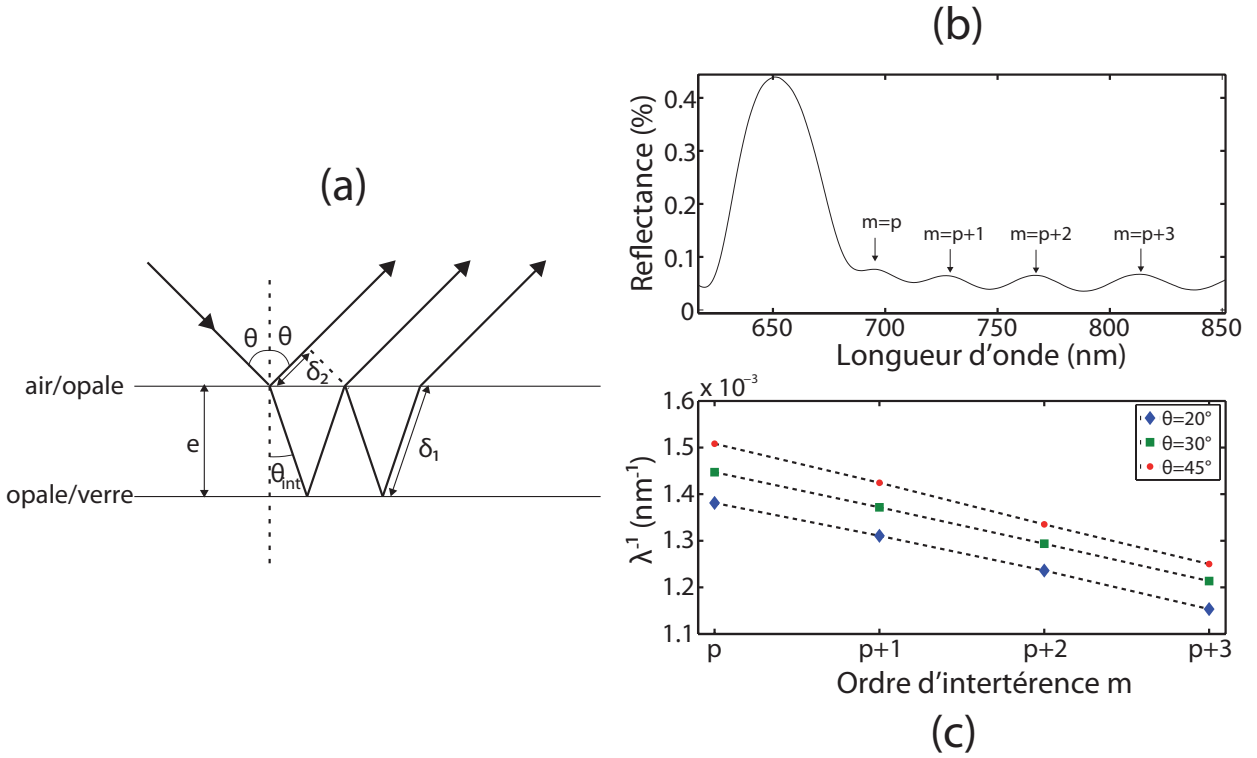 (a)
θ θ
δ₂
air/opale
e
δ₁
θint
opale/verre
(b)
Reflectance (%)
0.4
0.3
0.2
0.1
0
m=p
m=p+1
m=p+2
m=p+3
650
700
750
800
850
Longueur d'onde (nm)
x 10⁻³
1.6
1.5
1.4
1.3
1.2
1.1
λ⁻¹ (nm⁻¹)
θ=20°
θ=30°
θ=45°
p
p+1
p+2
p+3
Ordre d'intertérence m
(c)